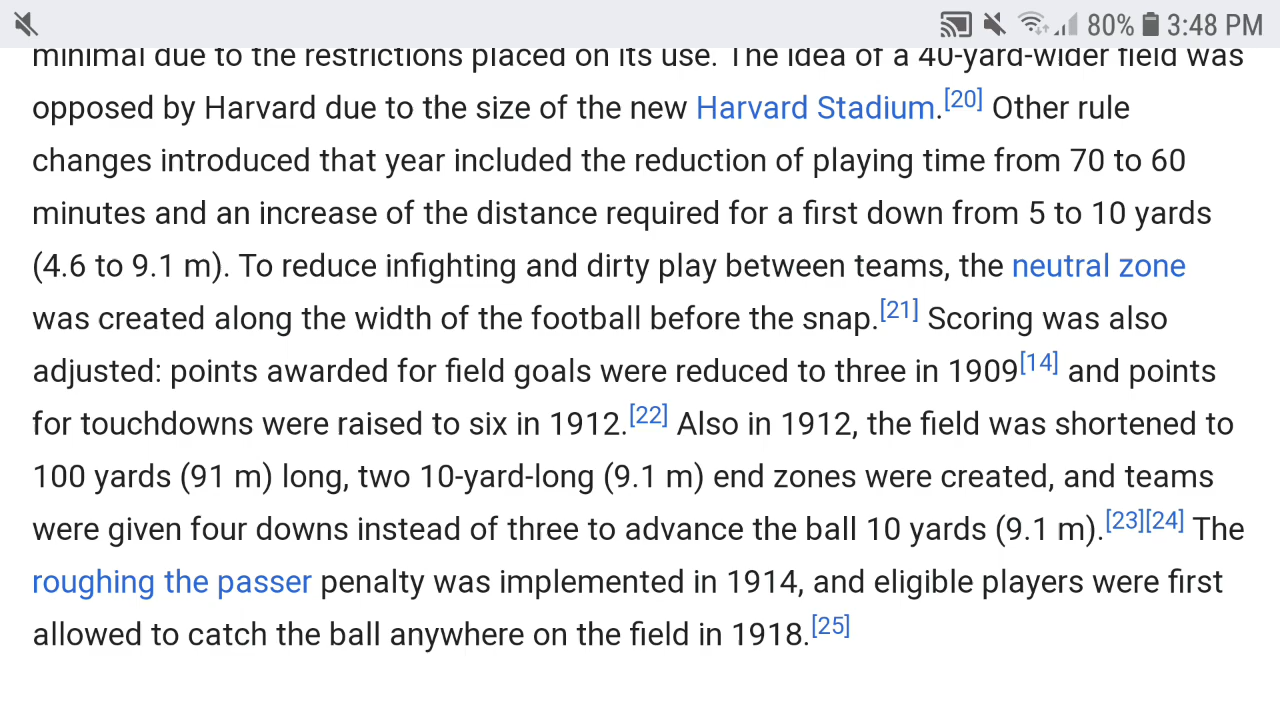 80% 3:48 PM
minimal due to the restrictions placed on its use. The idea of a 40-yard-wider field was
opposed by Harvard due to the size of the new Harvard Stadium.[20] Other rule
changes introduced that year included the reduction of playing time from 70 to 60
minutes and an increase of the distance required for a first down from 5 to 10 yards
(4.6 to 9.1 m). To reduce infighting and dirty play between teams, the neutral zone
was created along the width of the football before the snap.[21] Scoring was also
adjusted: points awarded for field goals were reduced to three in 1909[14] and points
for touchdowns were raised to six in 1912.[22] Also in 1912, the field was shortened to
100 yards (91 m) long, two 10-yard-long (9.1 m) end zones were created, and teams
were given four downs instead of three to advance the ball 10 yards (9.1 m).[23][24] The
roughing the passer penalty was implemented in 1914, and eligible players were first
allowed to catch the ball anywhere on the field in 1918.[25]